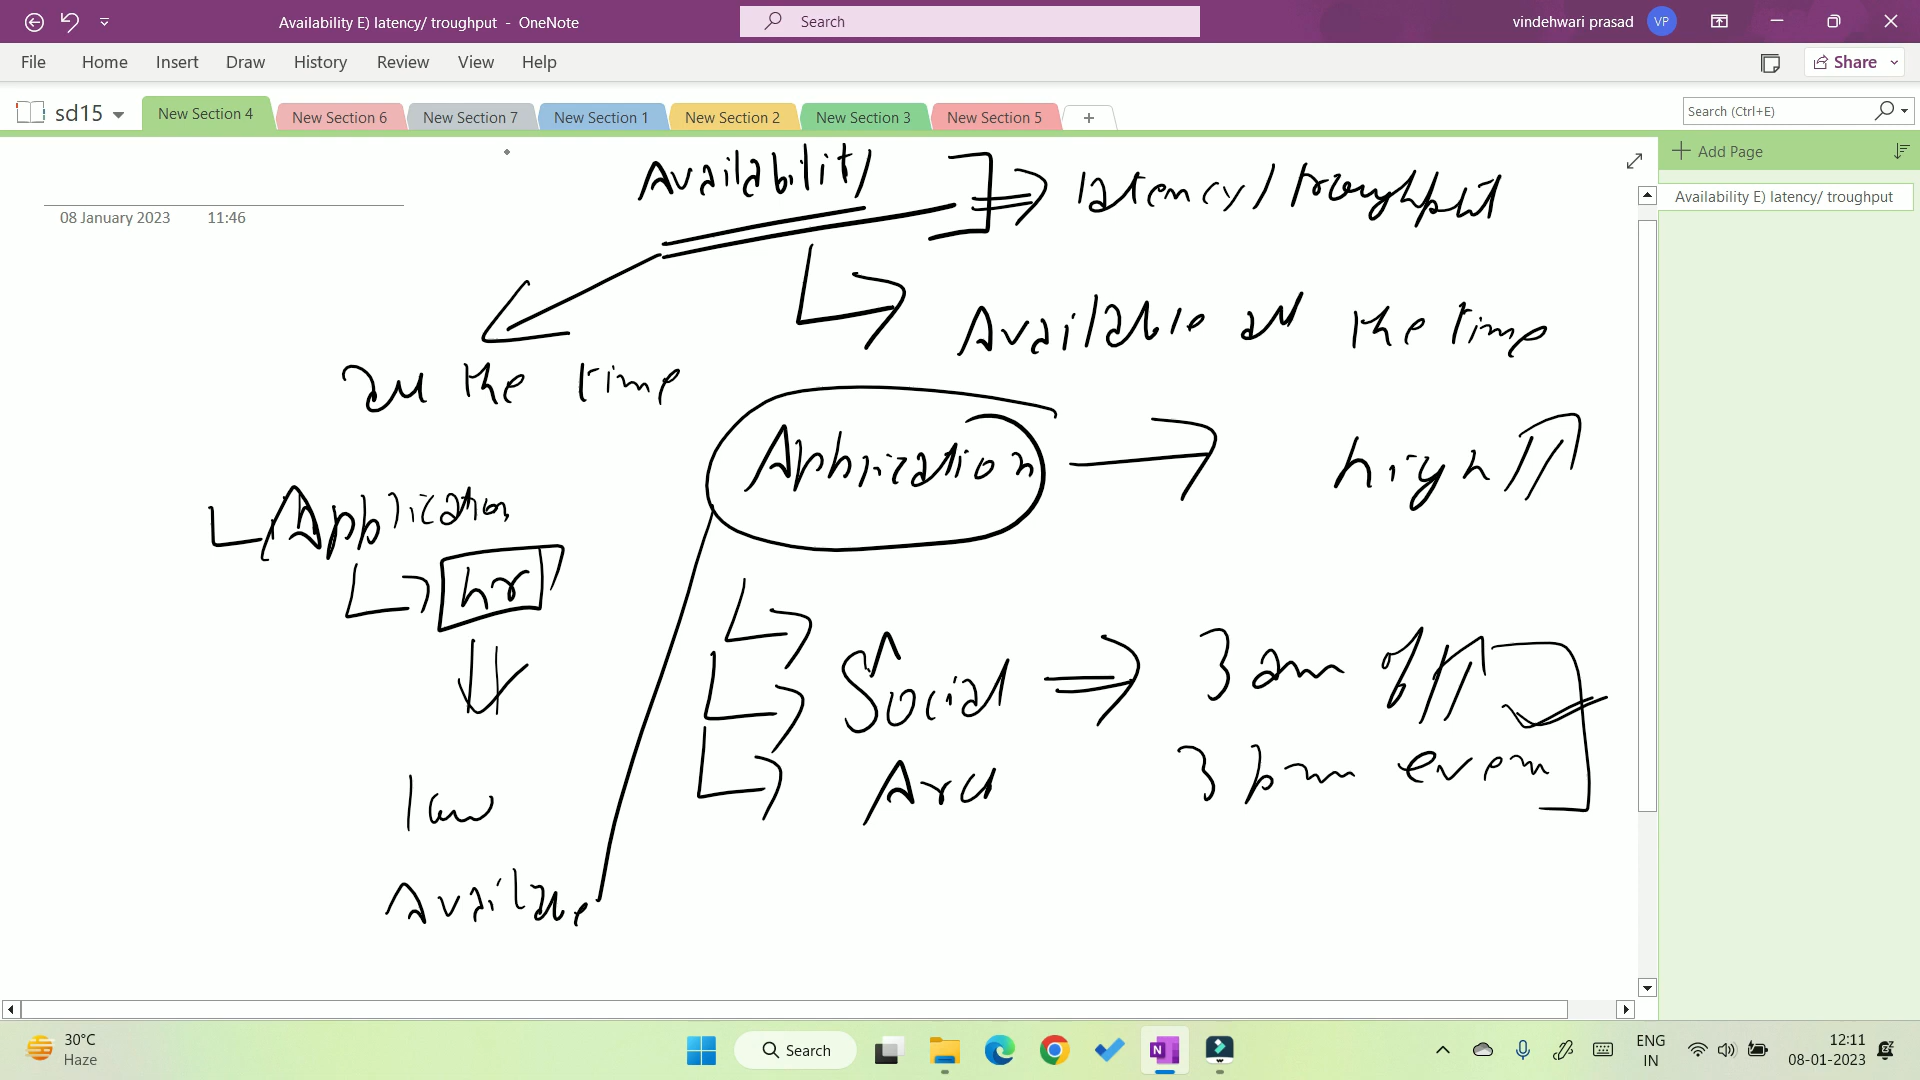 Availability E) latency/ troughput - OneNote
Search
vindehwari prasad
VP
File Home Insert Draw History Review View Help
Share
sd15
New Section 4
New Section 6
New Section 7
New Section 1
New Section 2
New Section 3
New Section 5
+
Search (Ctrl+E)
Add Page
Availability E) latency/ troughput
08 January 2023 11:46
Availability latency/troughput
Available all the time
all the time
Application high
Application
hr
Social 3 am off
3 pm even
low
Available
30°C
Haze
Search
ENG
IN
12:11
08-01-2023